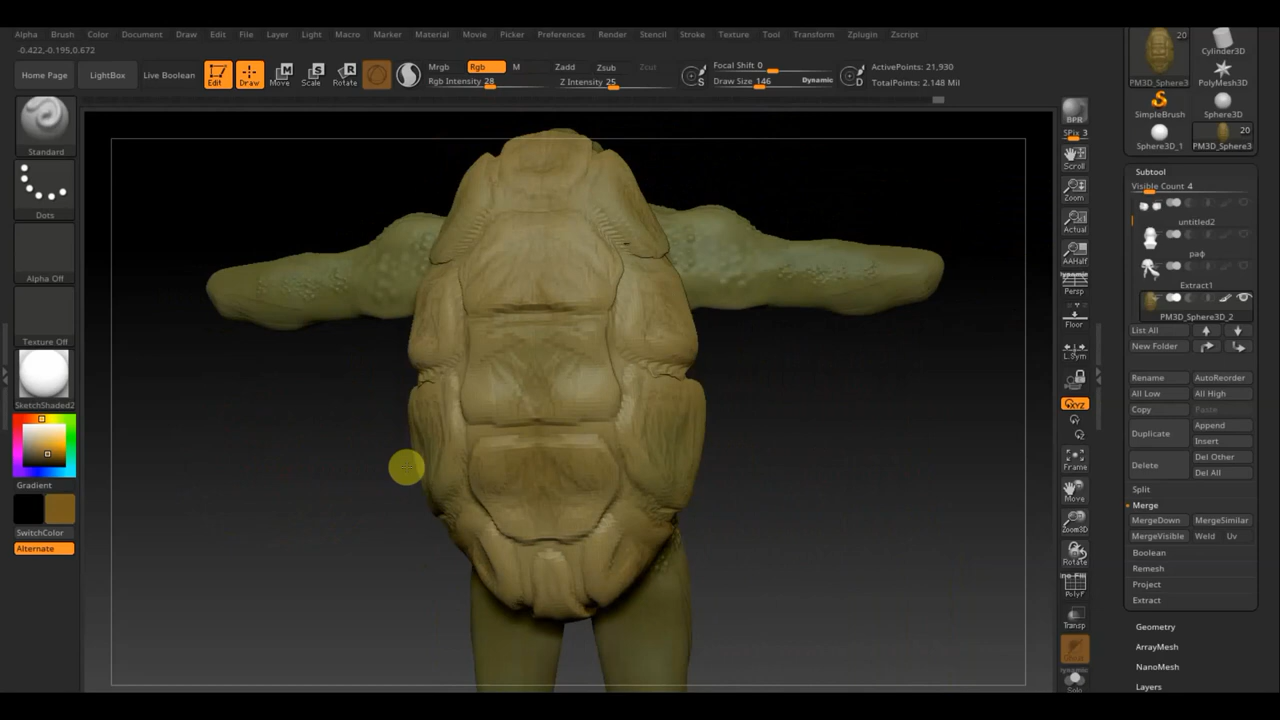 Alpha Brush Color Document Draw Edit File Layer Light Macro Marker Material Movie Picker Preferences Render Stencil Stroke Texture Tool Transform Zplugin Zscript
-0.422,-0.195,0.672
Home Page
LightBox
Live Boolean
Edit
Draw
Move
Scale
Rotate
Mrgb
Rgb
M
Rgb Intensity 28
Zadd
Zsub
Zcut
Z Intensity 25
S
Focal Shift 0
Draw Size 146
Dynamic
D
ActivePoints: 21,930
TotalPoints: 2.148 Mil
Standard
Dots
Alpha Off
Texture Off
SketchShaded2
Gradient
SwitchColor
Alternate
BPR
SPix 3
Scroll
Zoom
Actual
AAHalf
Dynamic
Persp
Floor
L.Sym
XYZ
Y
Z
Frame
Move
Zoom3D
Rotate
PolyF
Transp
Solo
20
PM3D_Sphere3
Cylinder3D
PolyMesh3D
SimpleBrush
Sphere3D
20
Sphere3D_1
PM3D_Sphere3
Subtool
Visible Count 4
untitled2
раф
Extract1
PM3D_Sphere3D_2
List All
New Folder
Rename
AutoReorder
All Low
All High
Copy
Paste
Duplicate
Append
Insert
Delete
Del Other
Del All
Split
Merge
MergeDown
MergeSimilar
MergeVisible
Weld
Uv
Boolean
Remesh
Project
Extract
Geometry
ArrayMesh
NanoMesh
Layers